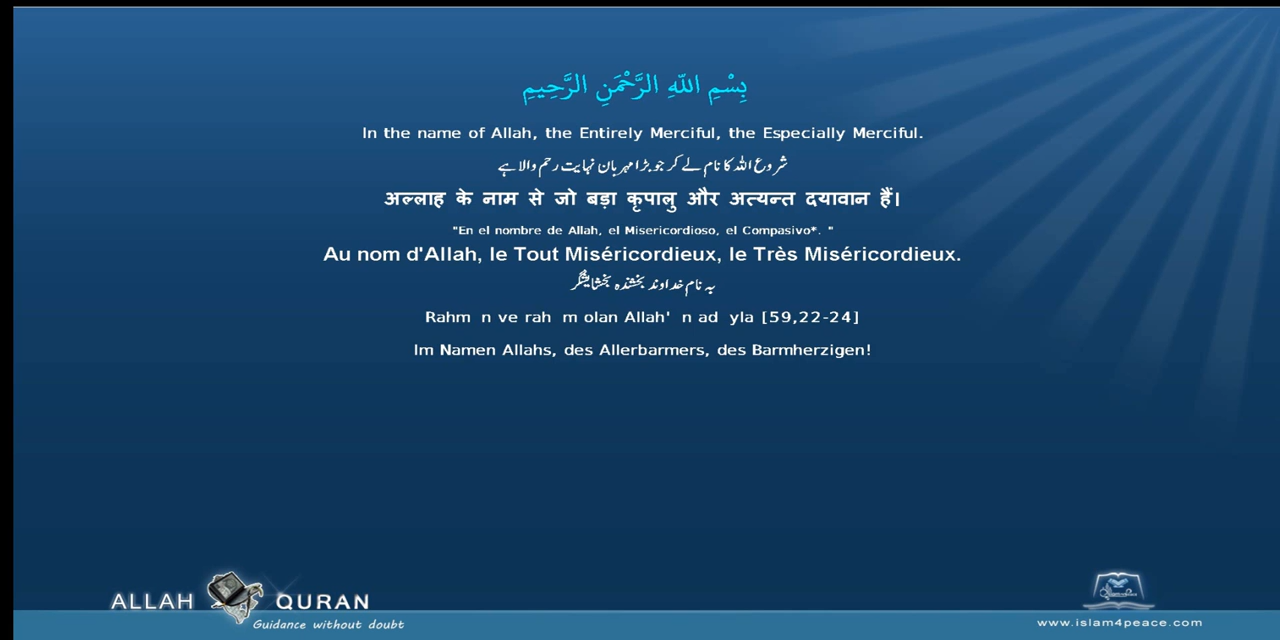 بِسْمِ اللّهِ الرَّحْمَنِ الرَّحِيمِ
In the name of Allah, the Entirely Merciful, the Especially Merciful.
شروع اللہ کا نام لے کر جو بڑا مہربان نہایت رحم والا ہے
अल्लाह के नाम से जो बड़ा कृपालु और अत्यन्त दयावान हैं।
"En el nombre de Allah, el Misericordioso, el Compasivo*. "
Au nom d'Allah, le Tout Miséricordieux, le Très Miséricordieux.
به نام خداوند بخشنده بخشایشگر
Rahm n ve rah m olan Allah' n ad yla [59,22-24]
Im Namen Allahs, des Allerbarmers, des Barmherzigen!
ALLAH QURAN
Guidance without doubt
www.islam4peace.com